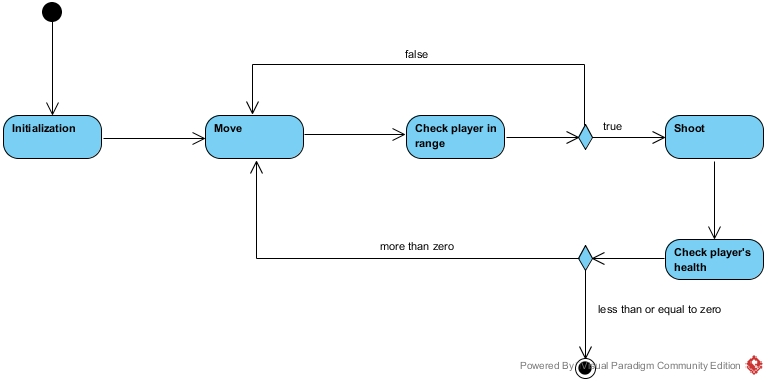 false
Initialization
Move
Check player in
range
true
Shoot
more than zero
Check player's
health
less than or equal to zero
Powered By Visual Paradigm Community Edition